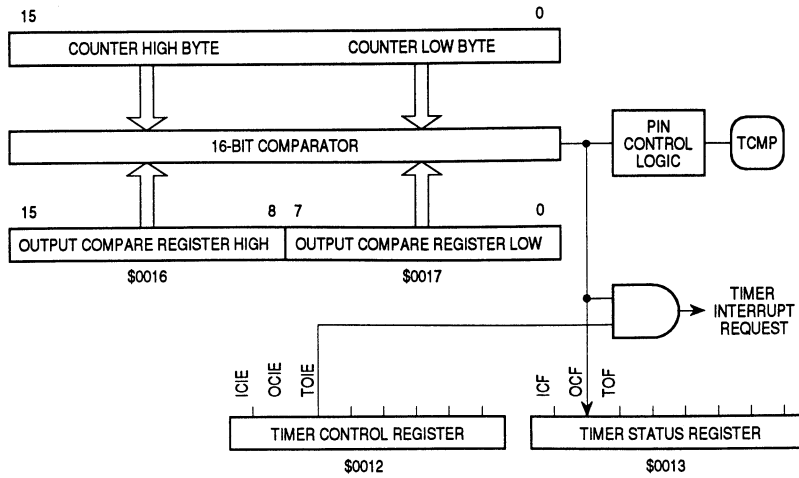 15 0
COUNTER HIGH BYTE COUNTER LOW BYTE
16-BIT COMPARATOR
PIN
CONTROL
LOGIC
TCMP
15 8 7 0
OUTPUT COMPARE REGISTER HIGH OUTPUT COMPARE REGISTER LOW
$0016 $0017
TIMER
INTERRUPT
REQUEST
ICIE
OCIE
TOIE
ICF
OCF
TOF
TIMER CONTROL REGISTER TIMER STATUS REGISTER
$0012 $0013